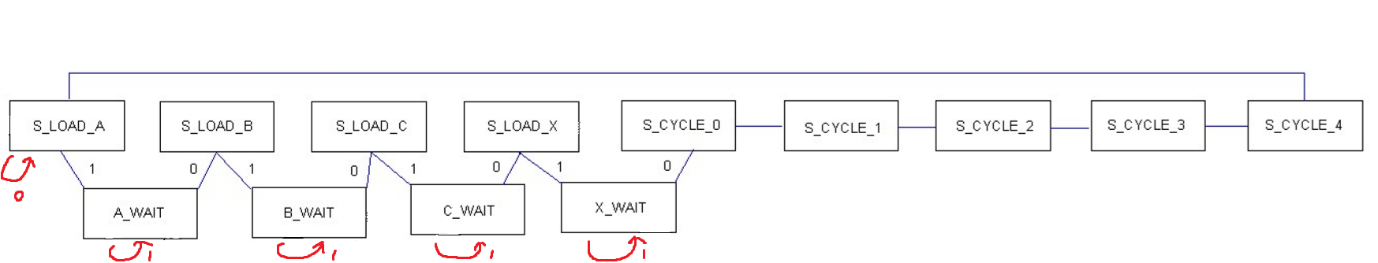 S_LOAD_A S_LOAD_B S_LOAD_C S_LOAD_X S_CYCLE_0 S_CYCLE_1 S_CYCLE_2 S_CYCLE_3 S_CYCLE_4
1 0 1 0 1 0 1 0
0
A_WAIT B_WAIT C_WAIT X_WAIT
1 1 1 1